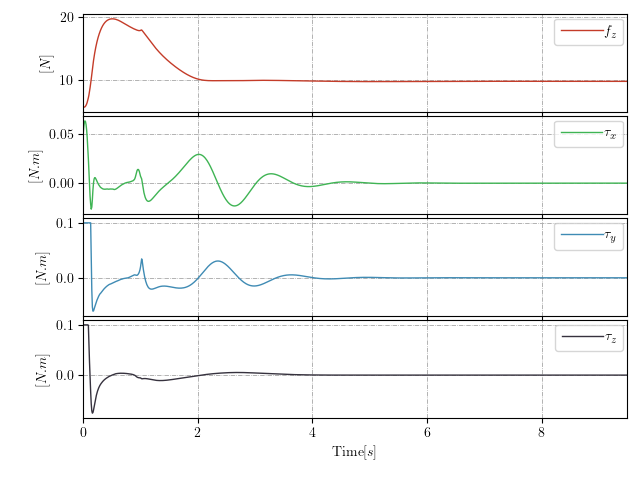 20
10
[N]
f_z
0.05
0.00
[N.m]
τ_x
0.1
0.0
[N.m]
τ_y
0.1
0.0
[N.m]
τ_z
0 2 4 6 8
Time[s]